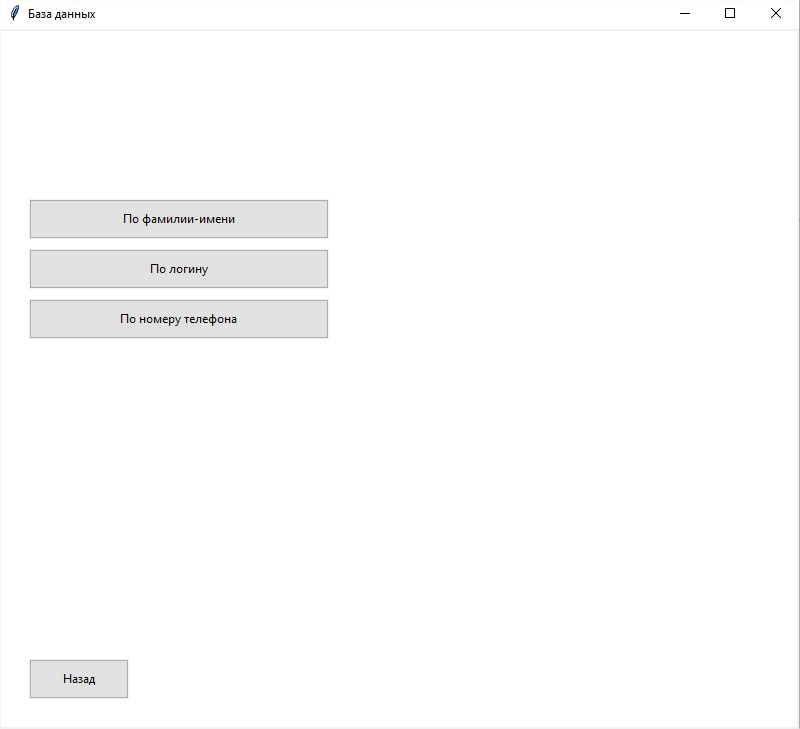 База данных
По фамилии-имени
По логину
По номеру телефона
Назад